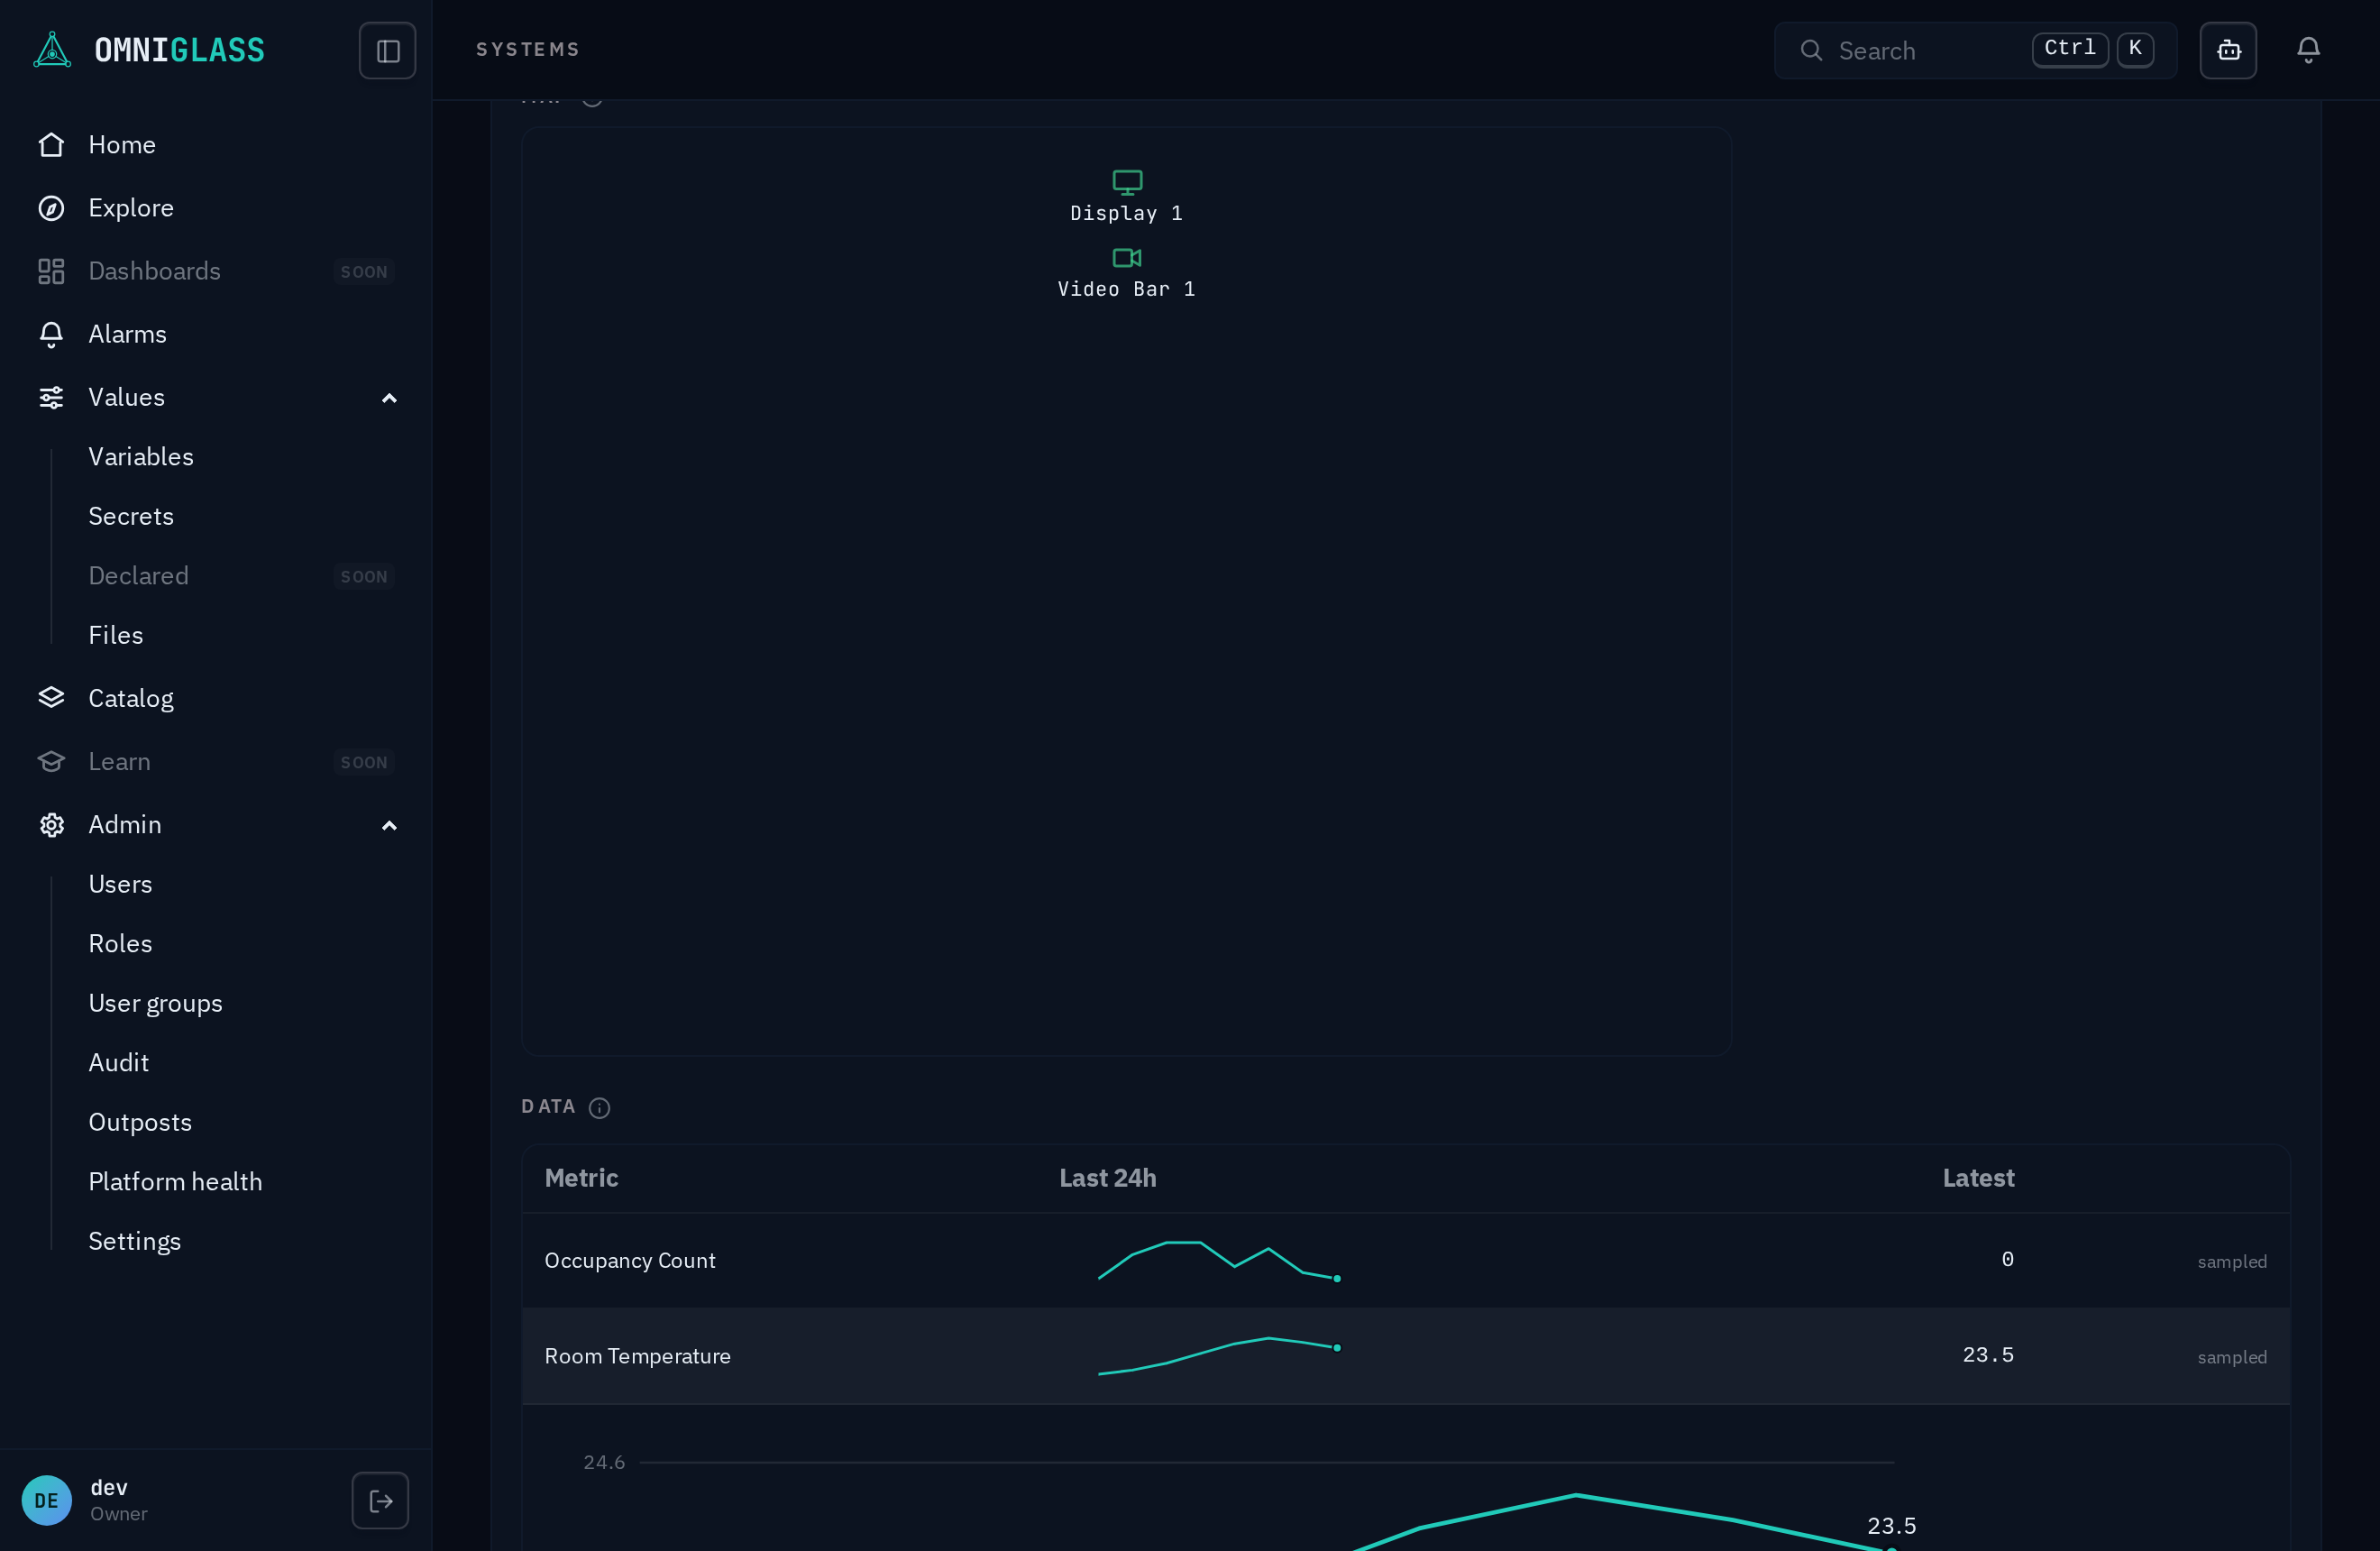 OMNIGLASS
SYSTEMS
Search
Ctrl
K
Home
Explore
Dashboards
SOON
Alarms
Values
Variables
Secrets
Declared
SOON
Files
Catalog
Learn
SOON
Admin
Users
Roles
User groups
Audit
Outposts
Platform health
Settings
DE
dev
Owner
Display 1
Video Bar 1
DATA
Metric Last 24h Latest
Occupancy Count 0 sampled
Room Temperature 23.5 sampled
24.6
23.5